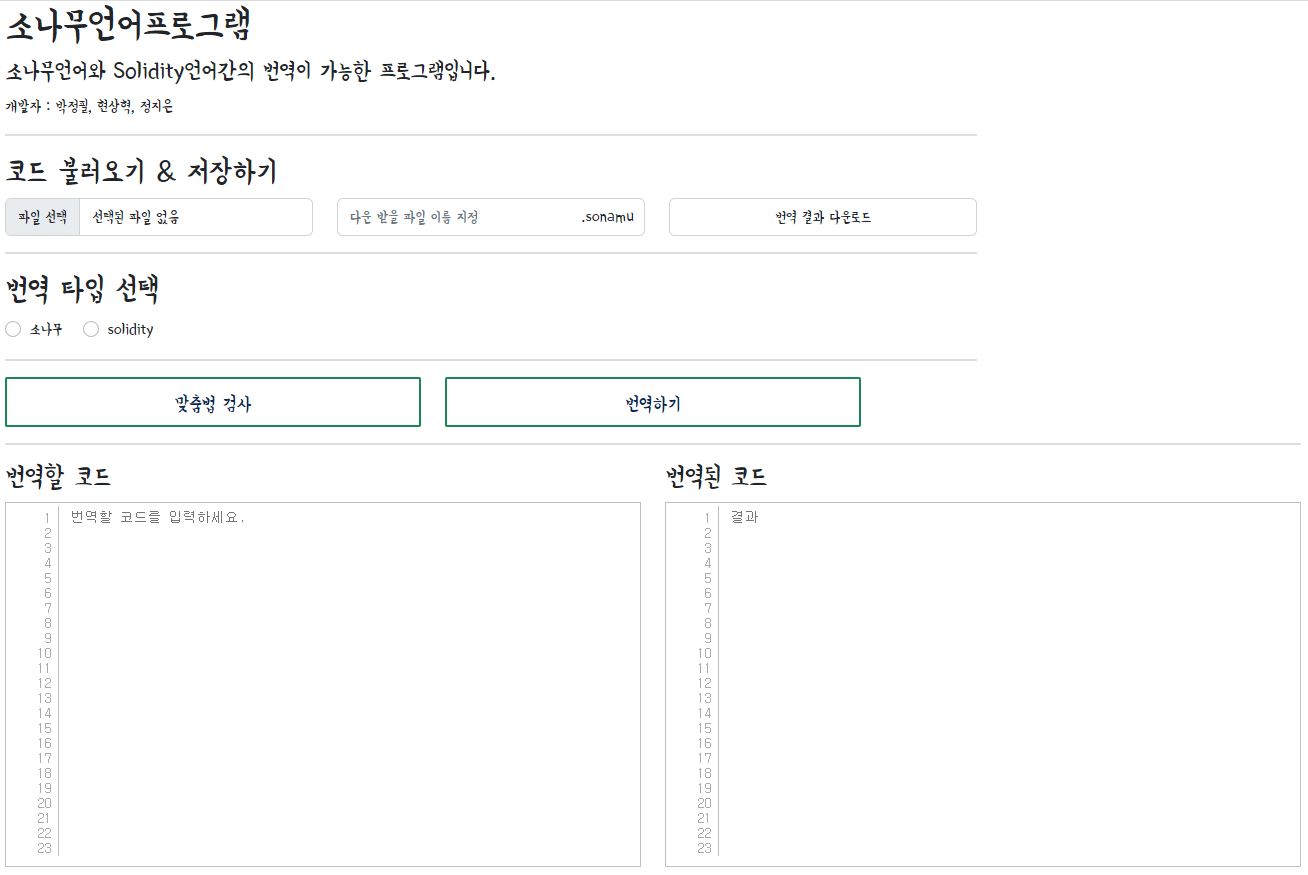 소나무언어프로그램
소나무언어와 Solidity언어간의 번역이 가능한 프로그램입니다.
개발자 : 박정필, 현상혁, 정지은
코드 불러오기 & 저장하기
파일 선택 선택된 파일 없음 다운 받을 파일 이름 지정 .sonamu 번역 결과 다운로드
번역 타입 선택
소나무 solidity
맞춤법 검사 번역하기
번역할 코드 번역된 코드
1 번역할 코드를 입력하세요. 1 결과
2 2
3 3
4 4
5 5
6 6
7 7
8 8
9 9
10 10
11 11
12 12
13 13
14 14
15 15
16 16
17 17
18 18
19 19
20 20
21 21
22 22
23 23